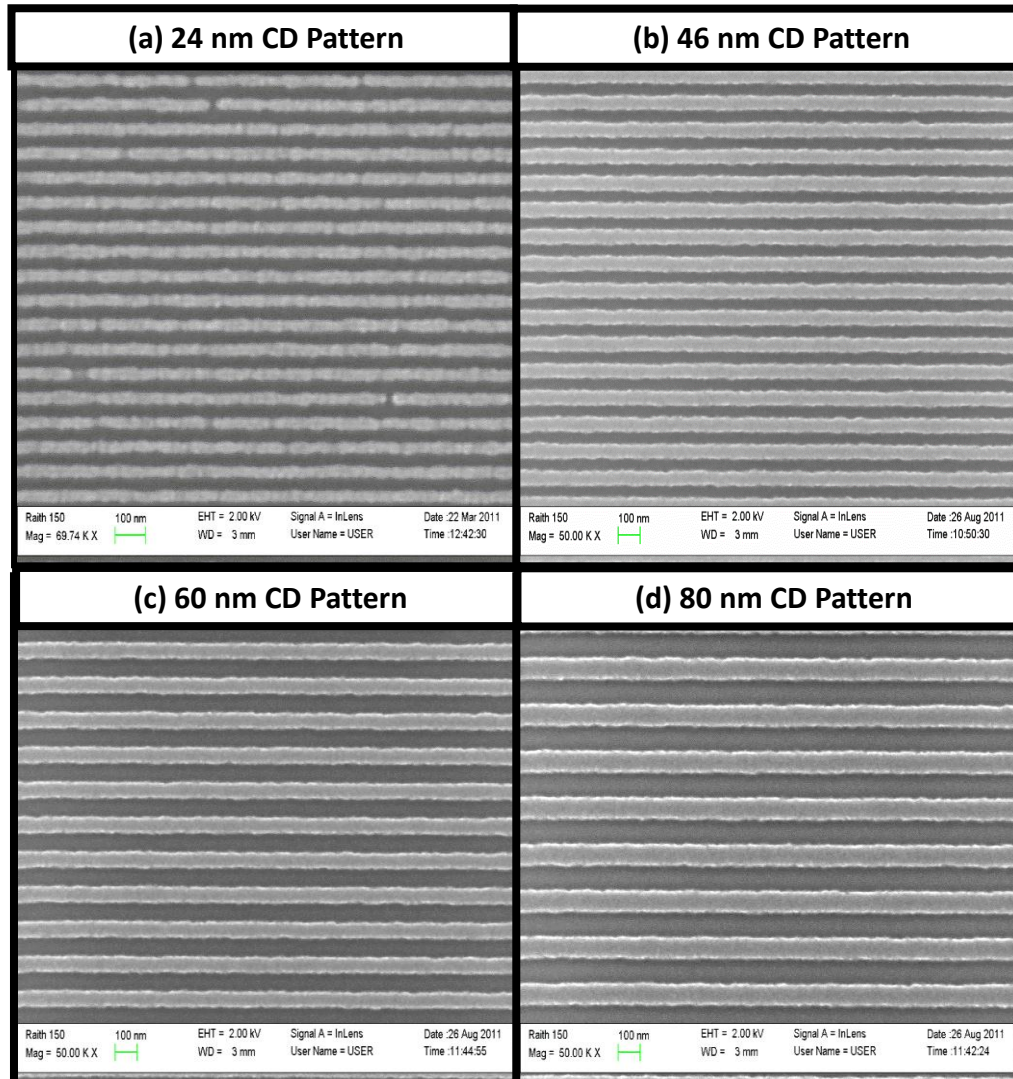 (a) 24 nm CD Pattern
(b) 46 nm CD Pattern
Raith 150 100 nm EHT = 2.00 kV Signal A = InLens Date :22 Mar 2011
Mag = 69.74 K X WD = 3 mm User Name = USER Time :12:42:30
Raith 150 100 nm EHT = 2.00 kV Signal A = InLens Date :26 Aug 2011
Mag = 50.00 K X WD = 3 mm User Name = USER Time :10:50:30
(c) 60 nm CD Pattern
(d) 80 nm CD Pattern
Raith 150 100 nm EHT = 2.00 kV Signal A = InLens Date :26 Aug 2011
Mag = 50.00 K X WD = 3 mm User Name = USER Time :11:44:55
Raith 150 100 nm EHT = 2.00 kV Signal A = InLens Date :26 Aug 2011
Mag = 50.00 K X WD = 3 mm User Name = USER Time :11:42:24